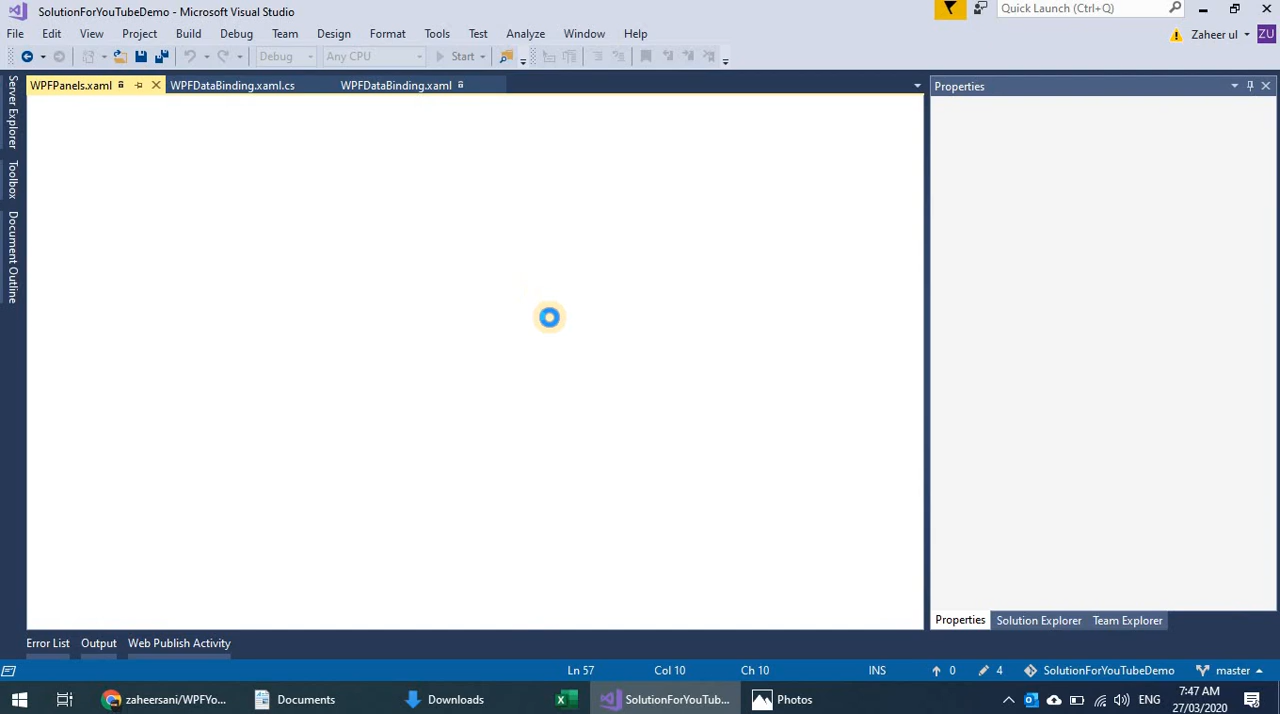 SolutionForYouTubeDemo - Microsoft Visual Studio
Quick Launch (Ctrl+Q)
File Edit View Project Build Debug Team Design Format Tools Test Analyze Window Help
Zaheer ul ZU
Debug Any CPU Start
WPFPanels.xaml WPFDataBinding.xaml.cs WPFDataBinding.xaml
Properties
Server Explorer
Toolbox
Document Outline
Properties Solution Explorer Team Explorer
Error List Output Web Publish Activity
Ln 57 Col 10 Ch 10 INS 0 4 SolutionForYouTubeDemo master
zaheersani/WPFYo... Documents Downloads SolutionForYouTub... Photos
ENG
7:47 AM
27/03/2020